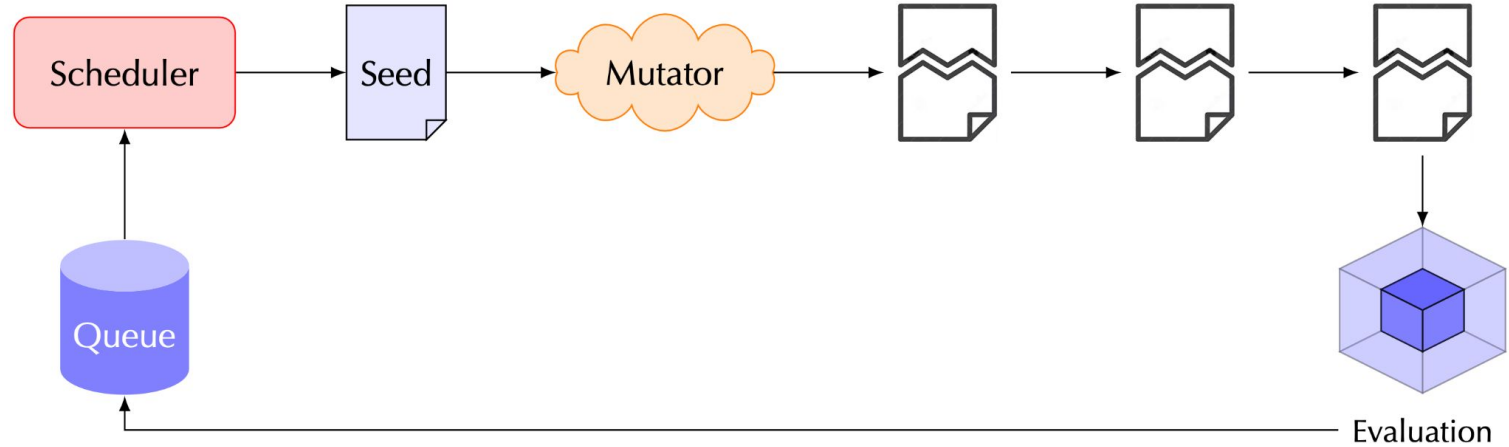 Scheduler
Seed
Mutator
Queue
Evaluation